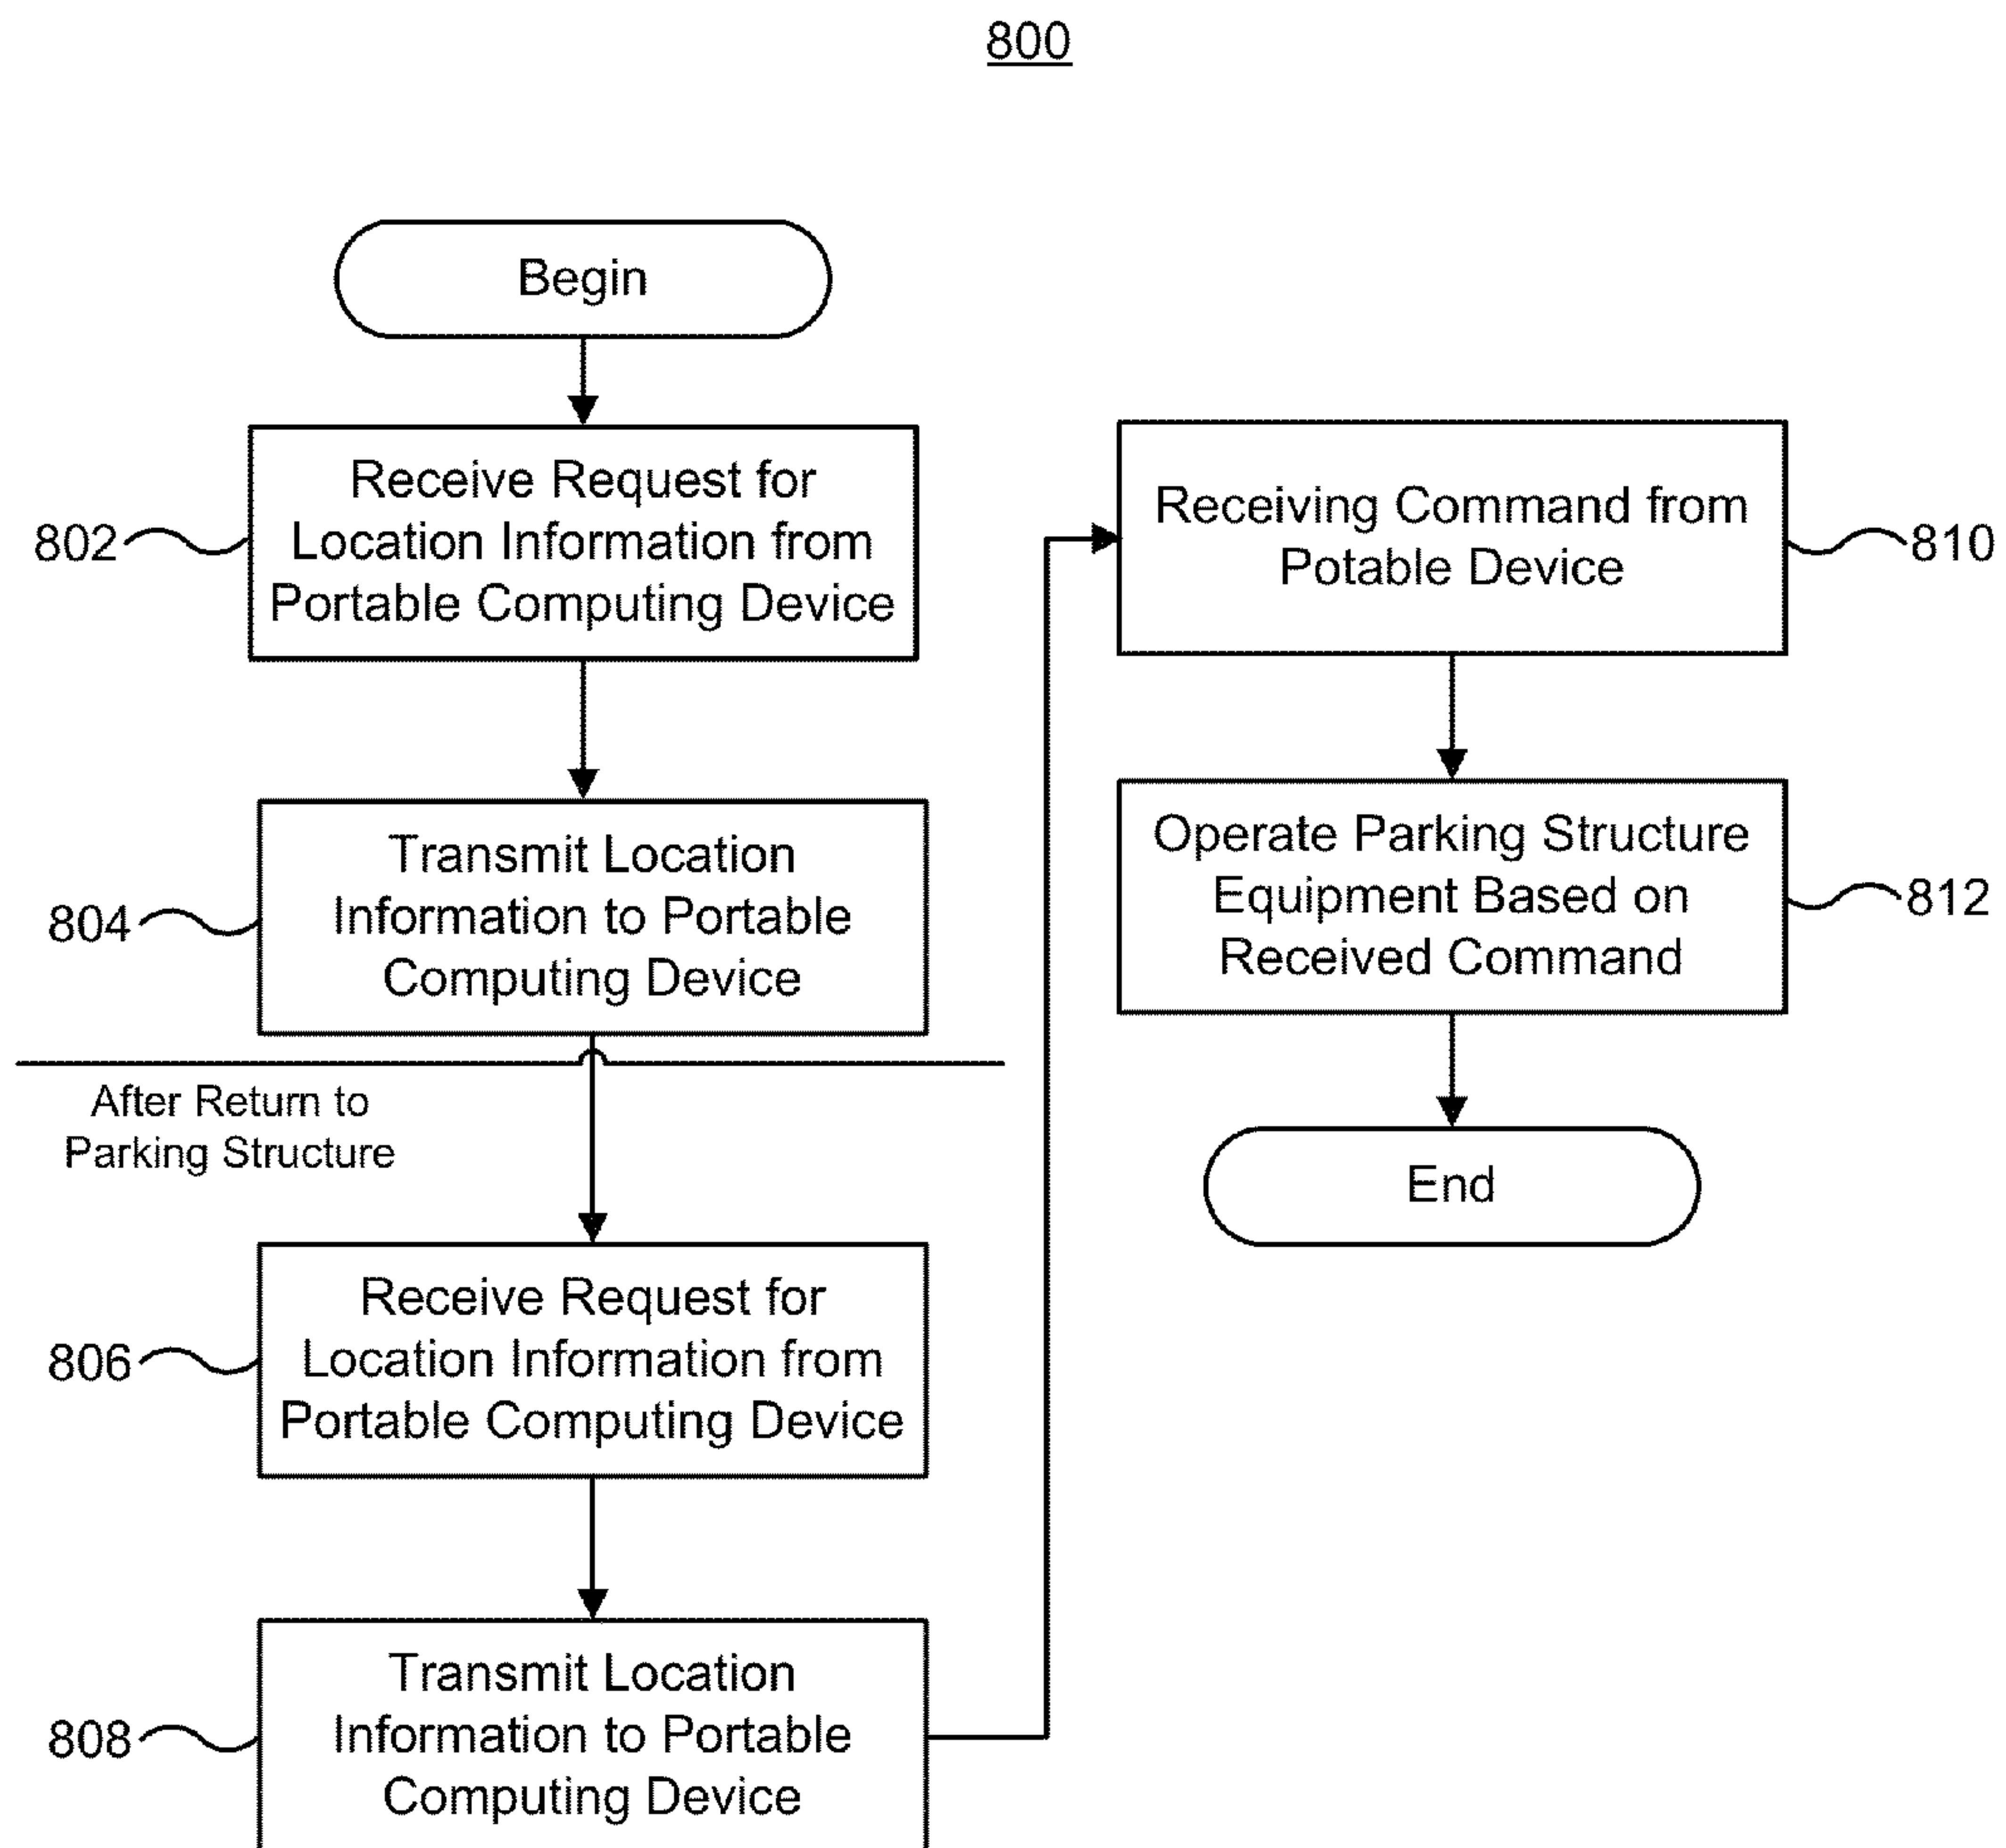 800
Begin
802
Receive Request for
Location Information from
Portable Computing Device
804
Transmit Location
Information to Portable
Computing Device
After Return to
Parking Structure
806
Receive Request for
Location Information from
Portable Computing Device
808
Transmit Location
Information to Portable
Computing Device
Receiving Command from
Potable Device
810
Operate Parking Structure
Equipment Based on
Received Command
812
End